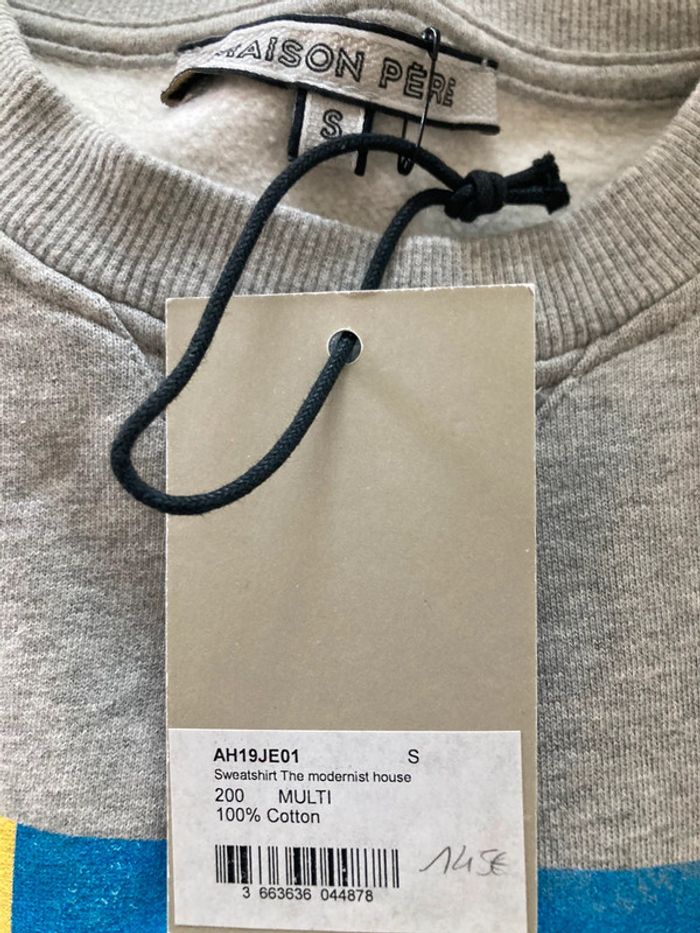 MAISON PÈRE
S
AH19JE01 S
Sweatshirt The modernist house
200 MULTI
100% Cotton
3 663636 044878
145€